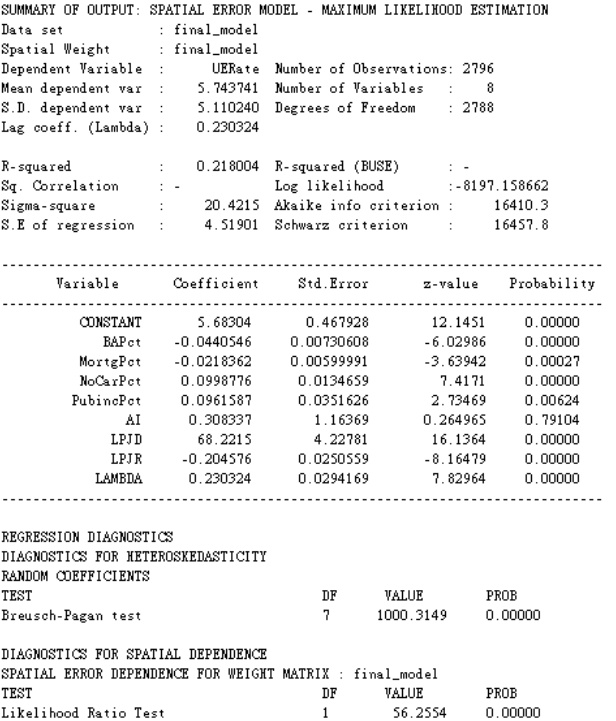 SUMMARY OF OUTPUT: SPATIAL ERROR MODEL - MAXIMUM LIKELIHOOD ESTIMATION
Data set : final_model
Spatial Weight : final_model
Dependent Variable : UERate Number of Observations: 2796
Mean dependent var : 5.743741 Number of Variables : 8
S.D. dependent var : 5.110240 Degrees of Freedom : 2788
Lag coeff. (Lambda) : 0.230324
R-squared : 0.218004 R-squared (BUSE) : -
Sq. Correlation : - Log likelihood :-8197.158662
Sigma-square : 20.4215 Akaike info criterion : 16410.3
S.E of regression : 4.51901 Schwarz criterion : 16457.8
-----------------------------------------------------------------------
Variable Coefficient Std.Error z-value Probability
-----------------------------------------------------------------------
CONSTANT 5.68304 0.467928 12.1451 0.00000
BAPct -0.0440546 0.00730608 -6.02986 0.00000
MortgPct -0.0218362 0.00599991 -3.63942 0.00027
NoCarPct 0.0998776 0.0134659 7.4171 0.00000
PubincPct 0.0961587 0.0351626 2.73469 0.00624
AI 0.308337 1.16369 0.264965 0.79104
LPJD 68.2215 4.22781 16.1364 0.00000
LPJR -0.204576 0.0250559 -8.16479 0.00000
LAMBDA 0.230324 0.0294169 7.82964 0.00000
-----------------------------------------------------------------------
REGRESSION DIAGNOSTICS
DIAGNOSTICS FOR HETEROSKEDASTICITY
RANDOM COEFFICIENTS
TEST DF VALUE PROB
Breusch-Pagan test 7 1000.3149 0.00000
DIAGNOSTICS FOR SPATIAL DEPENDENCE
SPATIAL ERROR DEPENDENCE FOR WEIGHT MATRIX : final_model
TEST DF VALUE PROB
Likelihood Ratio Test 1 56.2554 0.00000